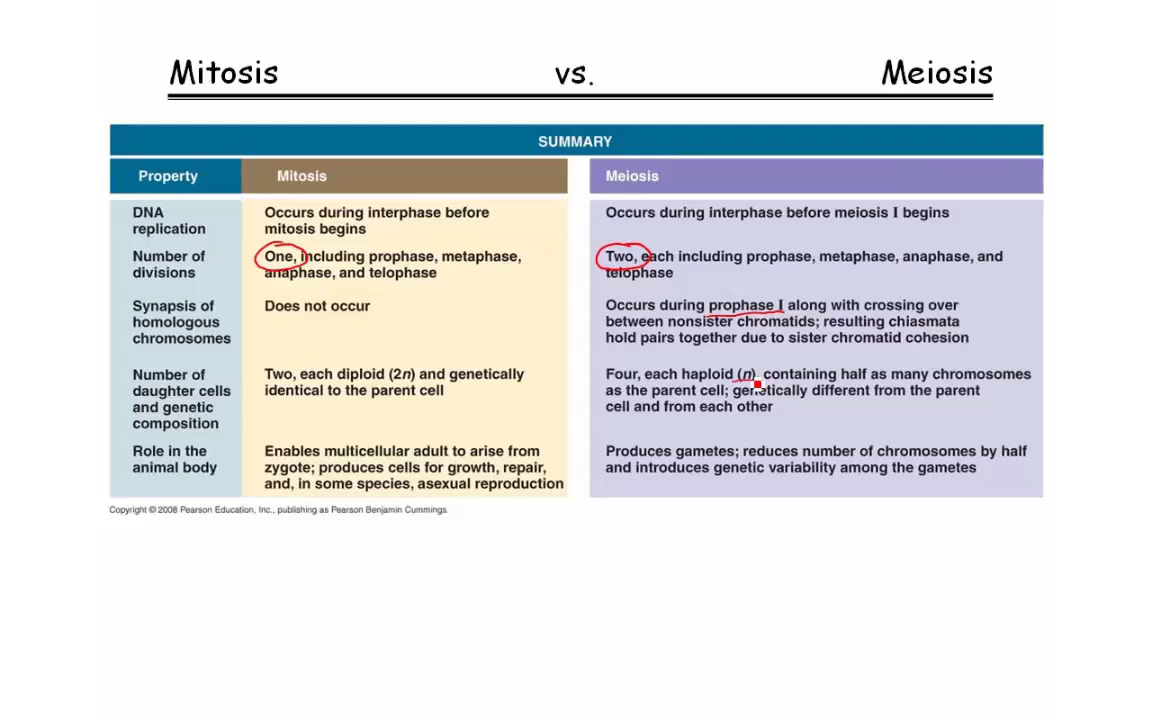 Mitosis vs. Meiosis
SUMMARY
Property Mitosis Meiosis
DNA
replication
Occurs during interphase before
mitosis begins
Occurs during interphase before meiosis I begins
Number of
divisions
One, including prophase, metaphase,
anaphase, and telophase
Two, each including prophase, metaphase, anaphase, and
telophase
Synapsis of
homologous
chromosomes
Does not occur
Occurs during prophase I along with crossing over
between nonsister chromatids; resulting chiasmata
hold pairs together due to sister chromatid cohesion
Number of
daughter cells
and genetic
composition
Two, each diploid (2n) and genetically
identical to the parent cell
Four, each haploid (n), containing half as many chromosomes
as the parent cell; genetically different from the parent
cell and from each other
Role in the
animal body
Enables multicellular adult to arise from
zygote; produces cells for growth, repair,
and, in some species, asexual reproduction
Produces gametes; reduces number of chromosomes by half
and introduces genetic variability among the gametes
Copyright © 2008 Pearson Education, Inc., publishing as Pearson Benjamin Cummings.